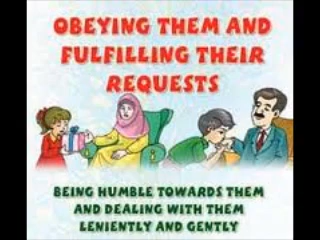 OBEYING THEM AND
FULFILLING THEIR
REQUESTS
BEING HUMBLE TOWARDS THEM
AND DEALING WITH THEM
LENIENTLY AND GENTLY